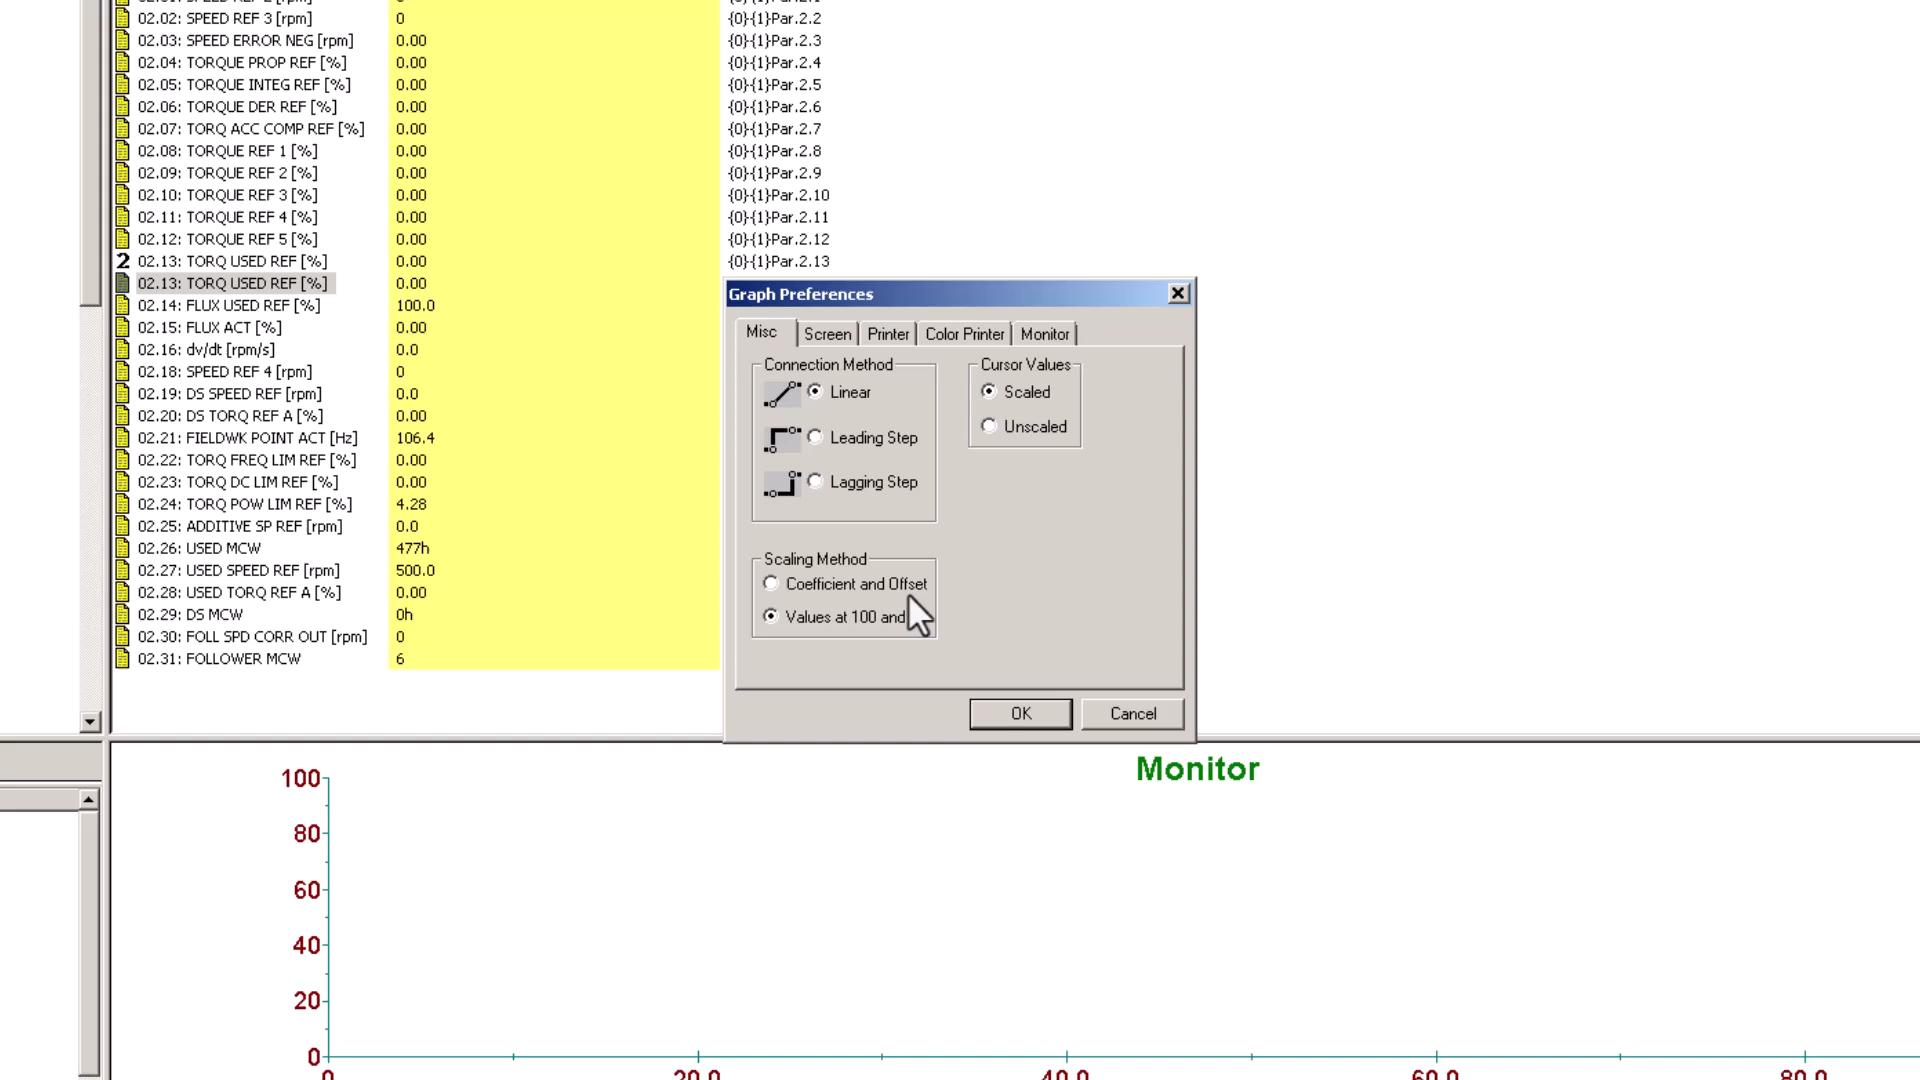 02.02: SPEED REF 3 [rpm] 0 {0}{1}Par.2.2
02.03: SPEED ERROR NEG [rpm] 0.00 {0}{1}Par.2.3
02.04: TORQUE PROP REF [%] 0.00 {0}{1}Par.2.4
02.05: TORQUE INTEG REF [%] 0.00 {0}{1}Par.2.5
02.06: TORQUE DER REF [%] 0.00 {0}{1}Par.2.6
02.07: TORQ ACC COMP REF [%] 0.00 {0}{1}Par.2.7
02.08: TORQUE REF 1 [%] 0.00 {0}{1}Par.2.8
02.09: TORQUE REF 2 [%] 0.00 {0}{1}Par.2.9
02.10: TORQUE REF 3 [%] 0.00 {0}{1}Par.2.10
02.11: TORQUE REF 4 [%] 0.00 {0}{1}Par.2.11
02.12: TORQUE REF 5 [%] 0.00 {0}{1}Par.2.12
2 02.13: TORQ USED REF [%] 0.00 {0}{1}Par.2.13
02.13: TORQ USED REF [%] 0.00
02.14: FLUX USED REF [%] 100.0
02.15: FLUX ACT [%] 0.00
02.16: dv/dt [rpm/s] 0.0
02.18: SPEED REF 4 [rpm] 0
02.19: DS SPEED REF [rpm] 0.0
02.20: DS TORQ REF A [%] 0.00
02.21: FIELDWK POINT ACT [Hz] 106.4
02.22: TORQ FREQ LIM REF [%] 0.00
02.23: TORQ DC LIM REF [%] 0.00
02.24: TORQ POW LIM REF [%] 4.28
02.25: ADDITIVE SP REF [rpm] 0.0
02.26: USED MCW 477h
02.27: USED SPEED REF [rpm] 500.0
02.28: USED TORQ REF A [%] 0.00
02.29: DS MCW 0h
02.30: FOLL SPD CORR OUT [rpm] 0
02.31: FOLLOWER MCW 6
Graph Preferences
Misc Screen Printer Color Printer Monitor
Connection Method
Linear
Leading Step
Lagging Step
Cursor Values
Scaled
Unscaled
Scaling Method
Coefficient and Offset
Values at 100 and
OK Cancel
Monitor
100
80
60
40
20
0
0 20.0 40.0 60.0 80.0